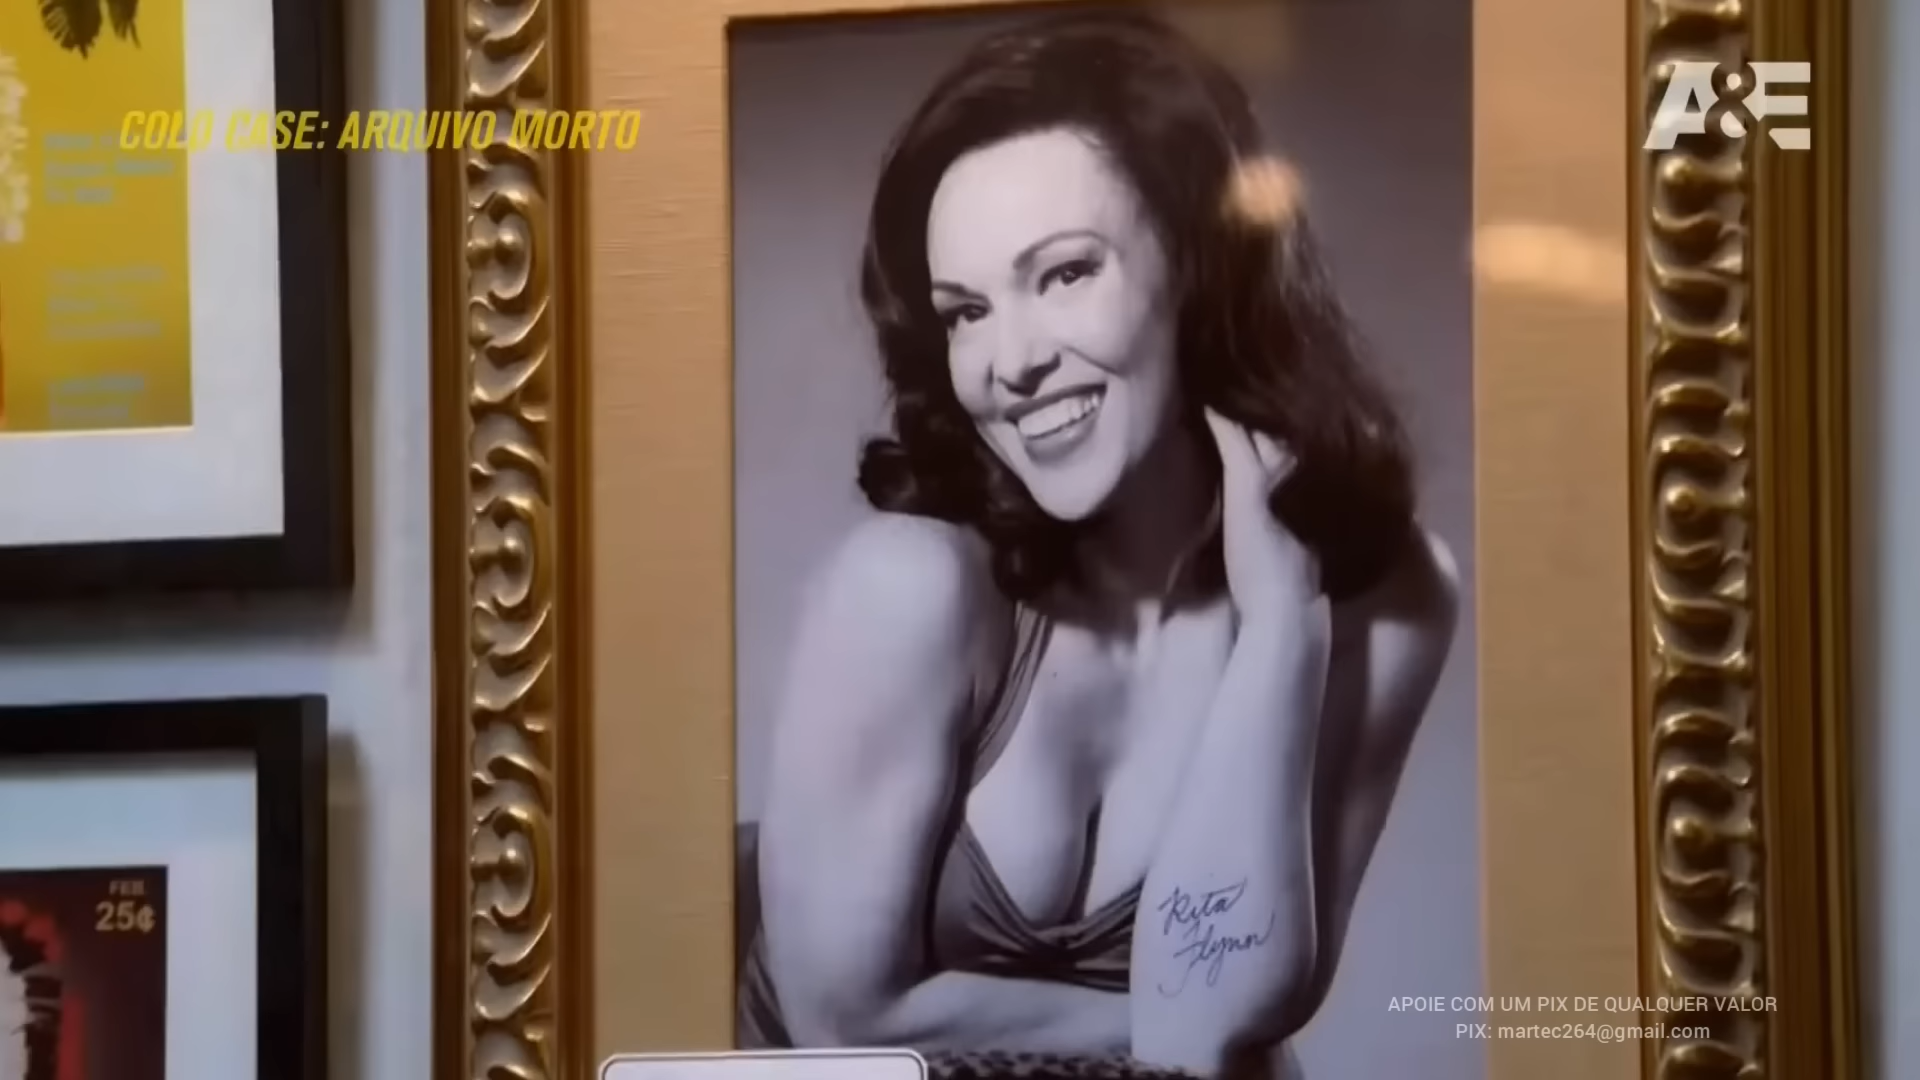 COLD CASE: ARQUIVO MORTO
A&E
FEB.
25¢
Rita
Flynn
APOIE COM UM PIX DE QUALQUER VALOR
PIX: martec264@gmail.com